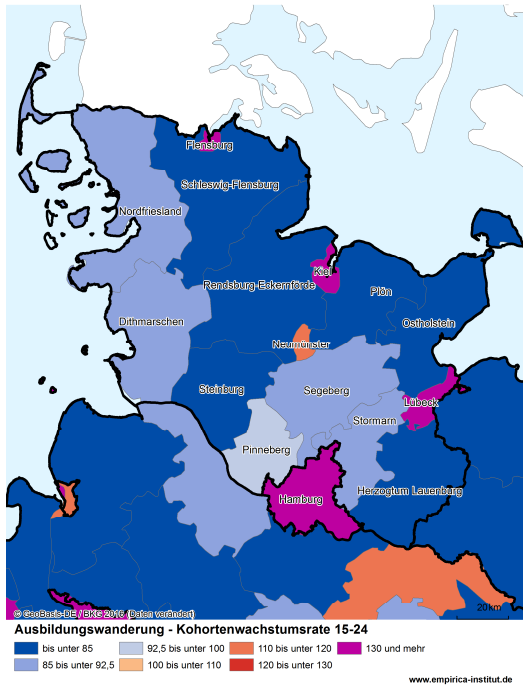 Flensburg
Schleswig-Flensburg
Nordfriesland
Kiel
Rendsburg-Eckernförde
Plön
Dithmarschen
Ostholstein
Neumünster
Steinburg
Segeberg
Lübeck
Stormarn
Pinneberg
Herzogtum Lauenburg
Hamburg
20km
© GeoBasis-DE / BKG 2016 (Daten verändert)
Ausbildungswanderung - Kohortenwachstumsrate 15-24
bis unter 85 92,5 bis unter 100 110 bis unter 120 130 und mehr
85 bis unter 92,5 100 bis unter 110 120 bis unter 130
www.empirica-institut.de